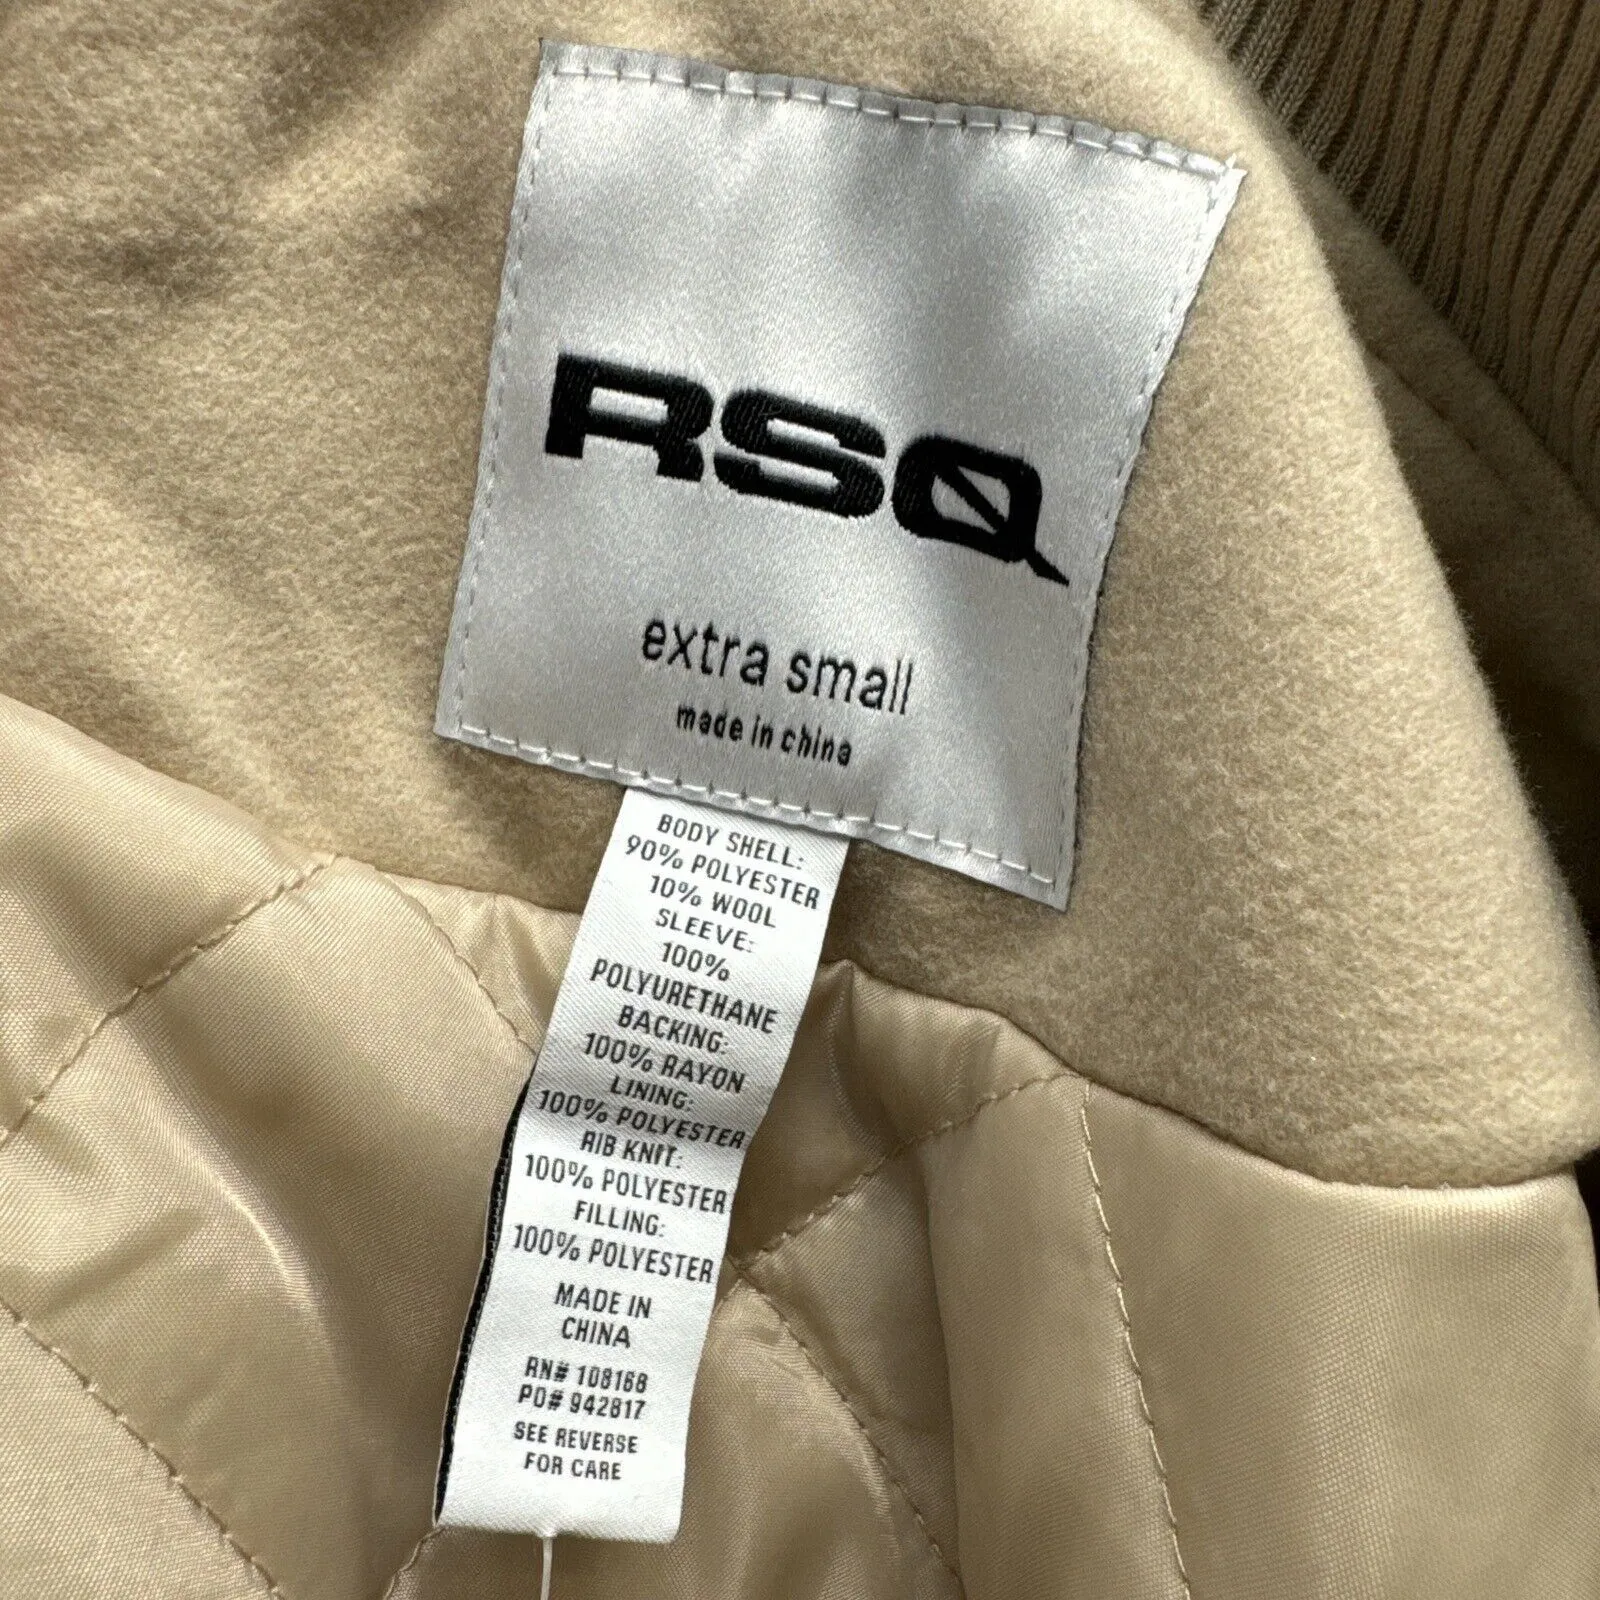 RSQ
extra small
made in china
BODY SHELL:
90% POLYESTER
10% WOOL
SLEEVE:
100%
POLYURETHANE
BACKING:
100% RAYON
LINING:
100% POLYESTER
RIB KNIT:
100% POLYESTER
FILLING:
100% POLYESTER
MADE IN
CHINA
RN# 108168
PO# 942817
SEE REVERSE
FOR CARE